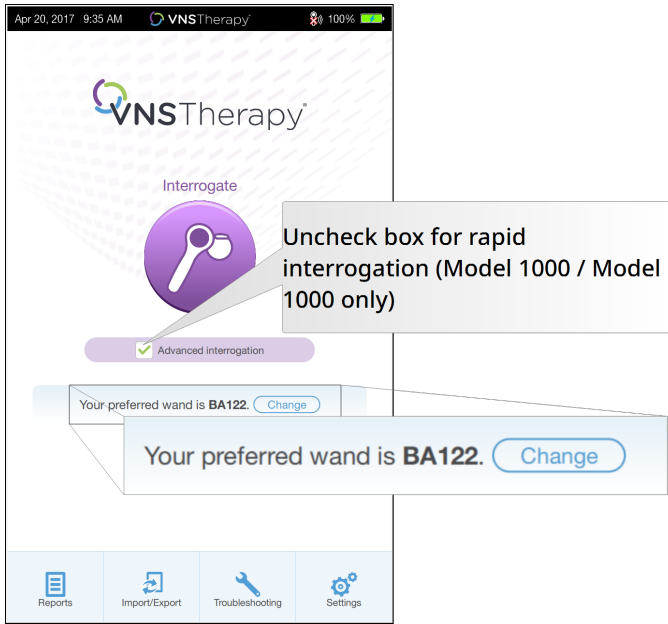 Apr 20, 2017 9:35 AM VNSTherapy 100%
VNSTherapy
Interrogate
Uncheck box for rapid
interrogation (Model 1000 / Model
1000 only)
Advanced interrogation
Your preferred wand is BA122. Change
Your preferred wand is BA122. Change
Reports Import/Export Troubleshooting Settings